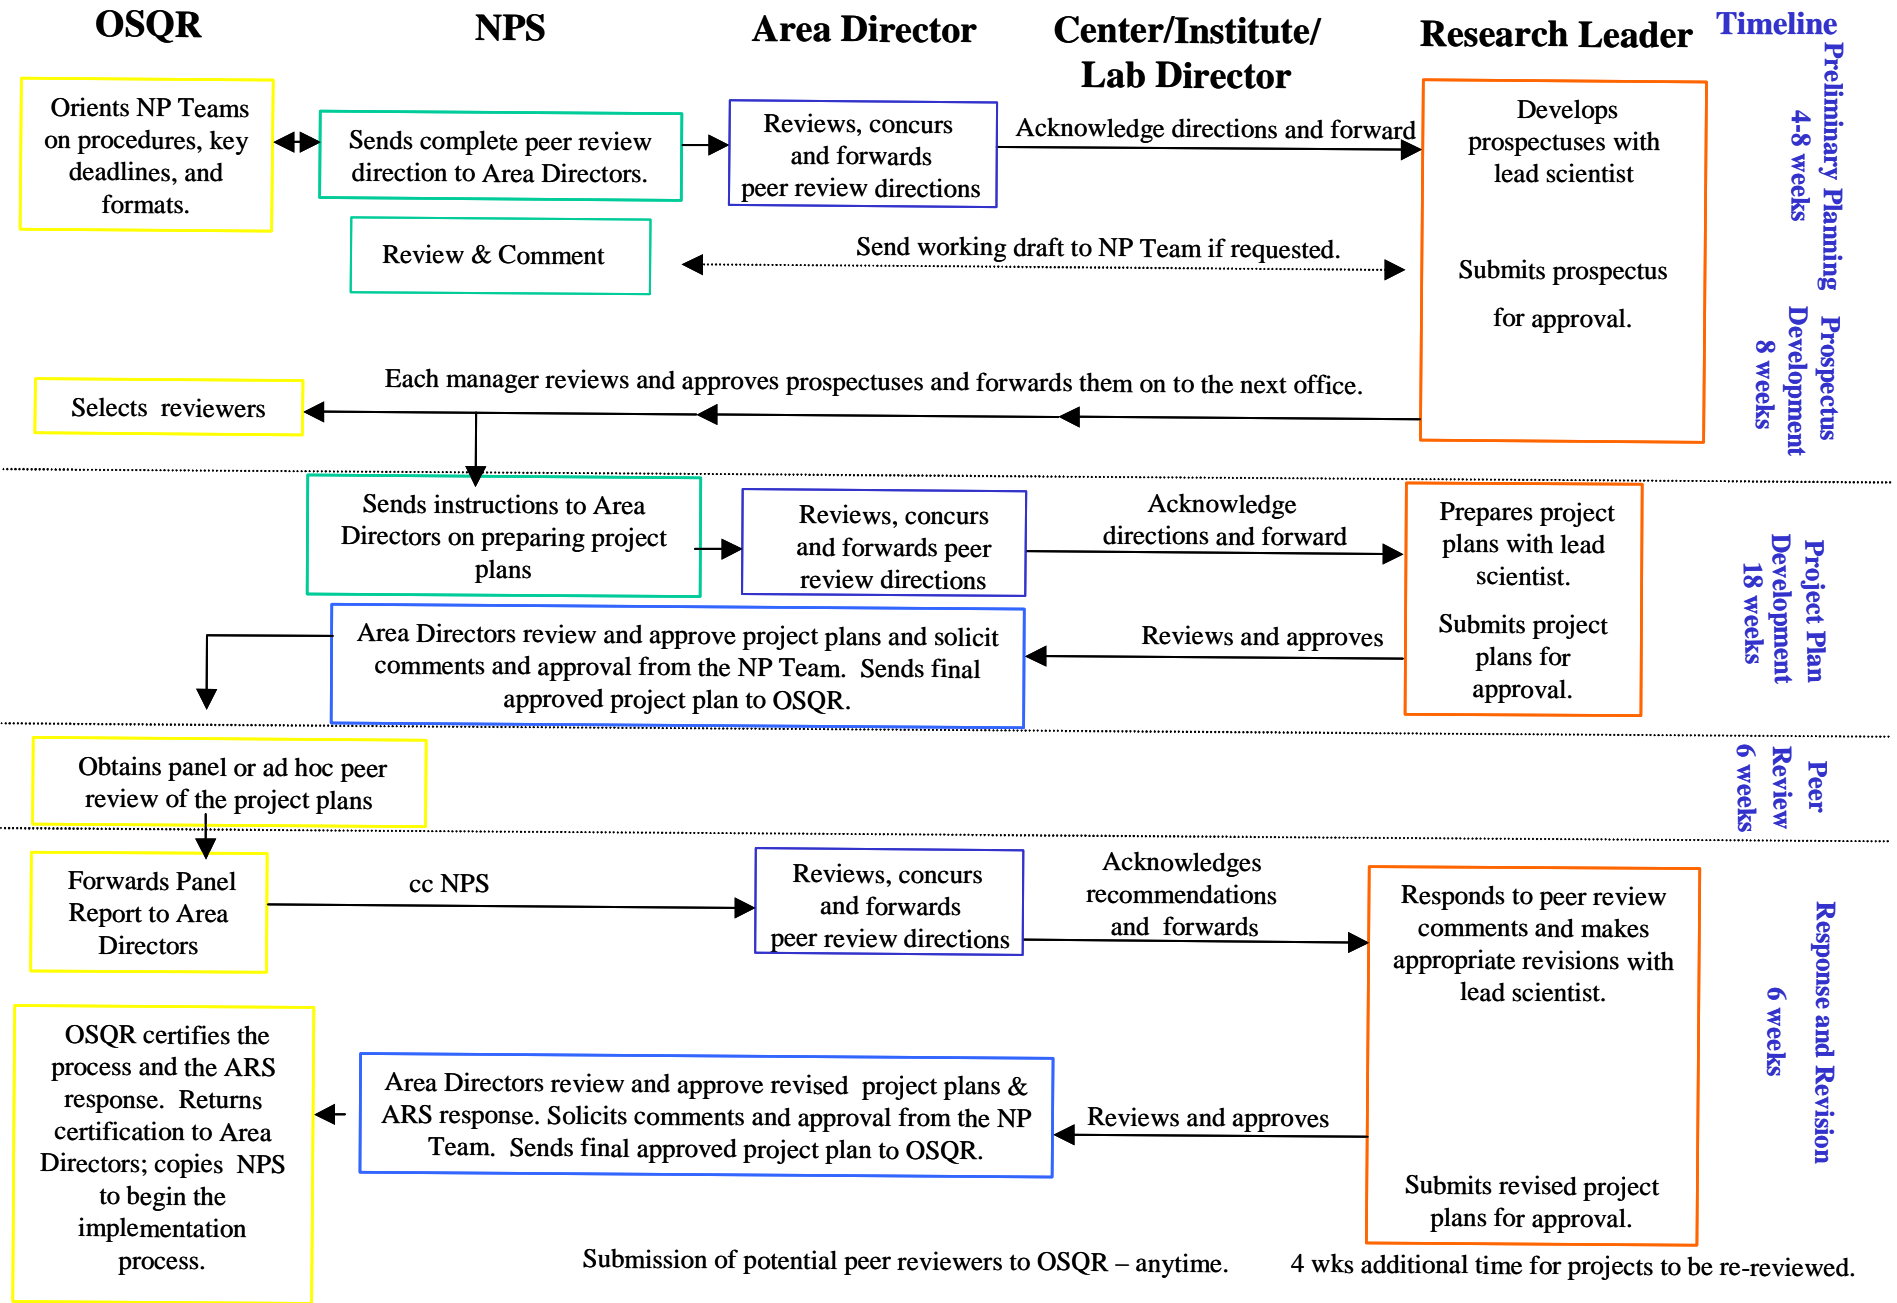 OSQR
NPS
Area Director
Center/Institute/
Lab Director
Research Leader
Timeline
Orients NP Teams
on procedures, key
deadlines, and
formats.
Sends complete peer review
direction to Area Directors.
Reviews, concurs
and forwards
peer review directions
Acknowledge directions and forward
Develops
prospectuses with
lead scientist
Preliminary Planning
4-8 weeks
Review & Comment
Send working draft to NP Team if requested.
Submits prospectus
for approval.
Prospectus
Development
8 weeks
Each manager reviews and approves prospectuses and forwards them on to the next office.
Selects reviewers
Sends instructions to Area
Directors on preparing project
plans
Reviews, concurs
and forwards peer
review directions
Acknowledge
directions and forward
Prepares project
plans with lead
scientist.
Submits project
plans for
approval.
Project Plan
Development
18 weeks
Area Directors review and approve project plans and solicit
comments and approval from the NP Team. Sends final
approved project plan to OSQR.
Reviews and approves
Obtains panel or ad hoc peer
review of the project plans
Peer
Review
6 weeks
Forwards Panel
Report to Area
Directors
cc NPS
Reviews, concurs
and forwards
peer review directions
Acknowledges
recommendations
and forwards
Responds to peer review
comments and makes
appropriate revisions with
lead scientist.
Response and Revision
6 weeks
OSQR certifies the
process and the ARS
response. Returns
certification to Area
Directors; copies NPS
to begin the
implementation
process.
Area Directors review and approve revised project plans &
ARS response. Solicits comments and approval from the NP
Team. Sends final approved project plan to OSQR.
Reviews and approves
Submits revised project
plans for approval.
Submission of potential peer reviewers to OSQR – anytime.
4 wks additional time for projects to be re-reviewed.